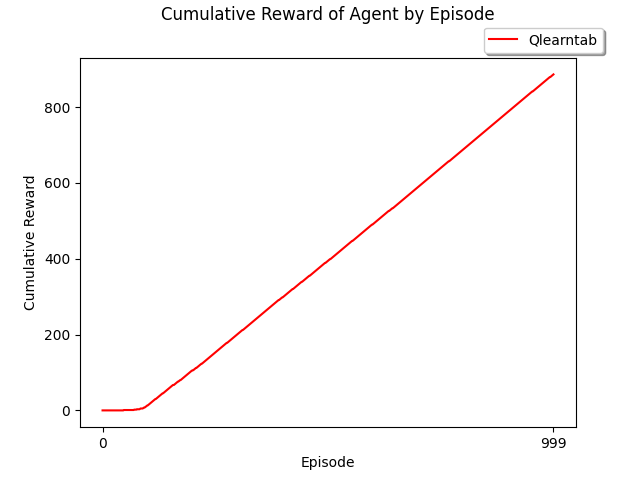 Cumulative Reward of Agent by Episode
Qlearntab
Cumulative Reward
800
600
400
200
0
0
999
Episode